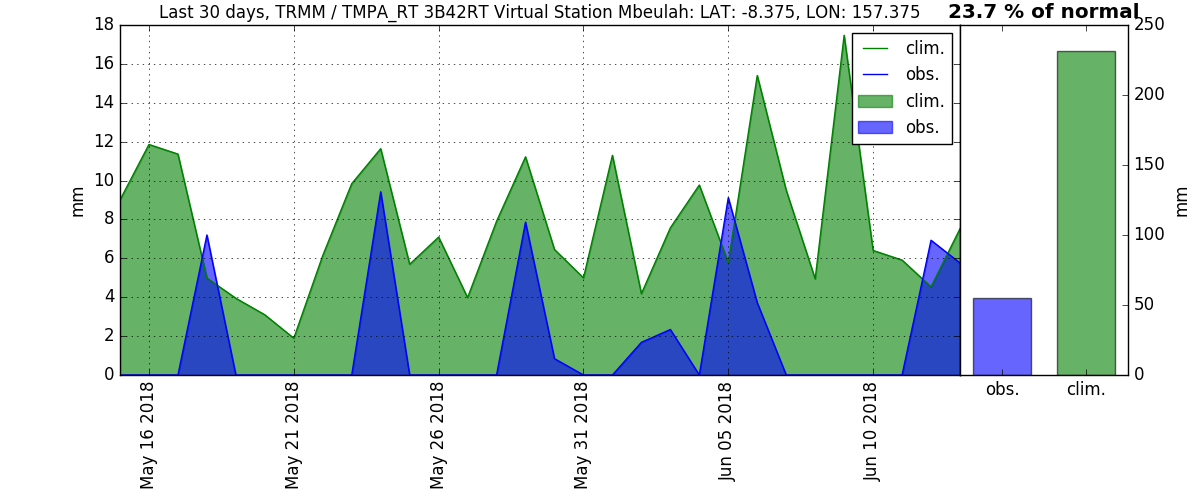 Last 30 days, TRMM / TMPA_RT 3B42RT Virtual Station Mbeulah: LAT: -8.375, LON: 157.375
23.7 % of normal
18
16
14
12
10
8
6
4
2
0
mm
clim.
obs.
clim.
obs.
May 16 2018
May 21 2018
May 26 2018
May 31 2018
Jun 05 2018
Jun 10 2018
250
200
150
100
50
0
mm
obs.
clim.